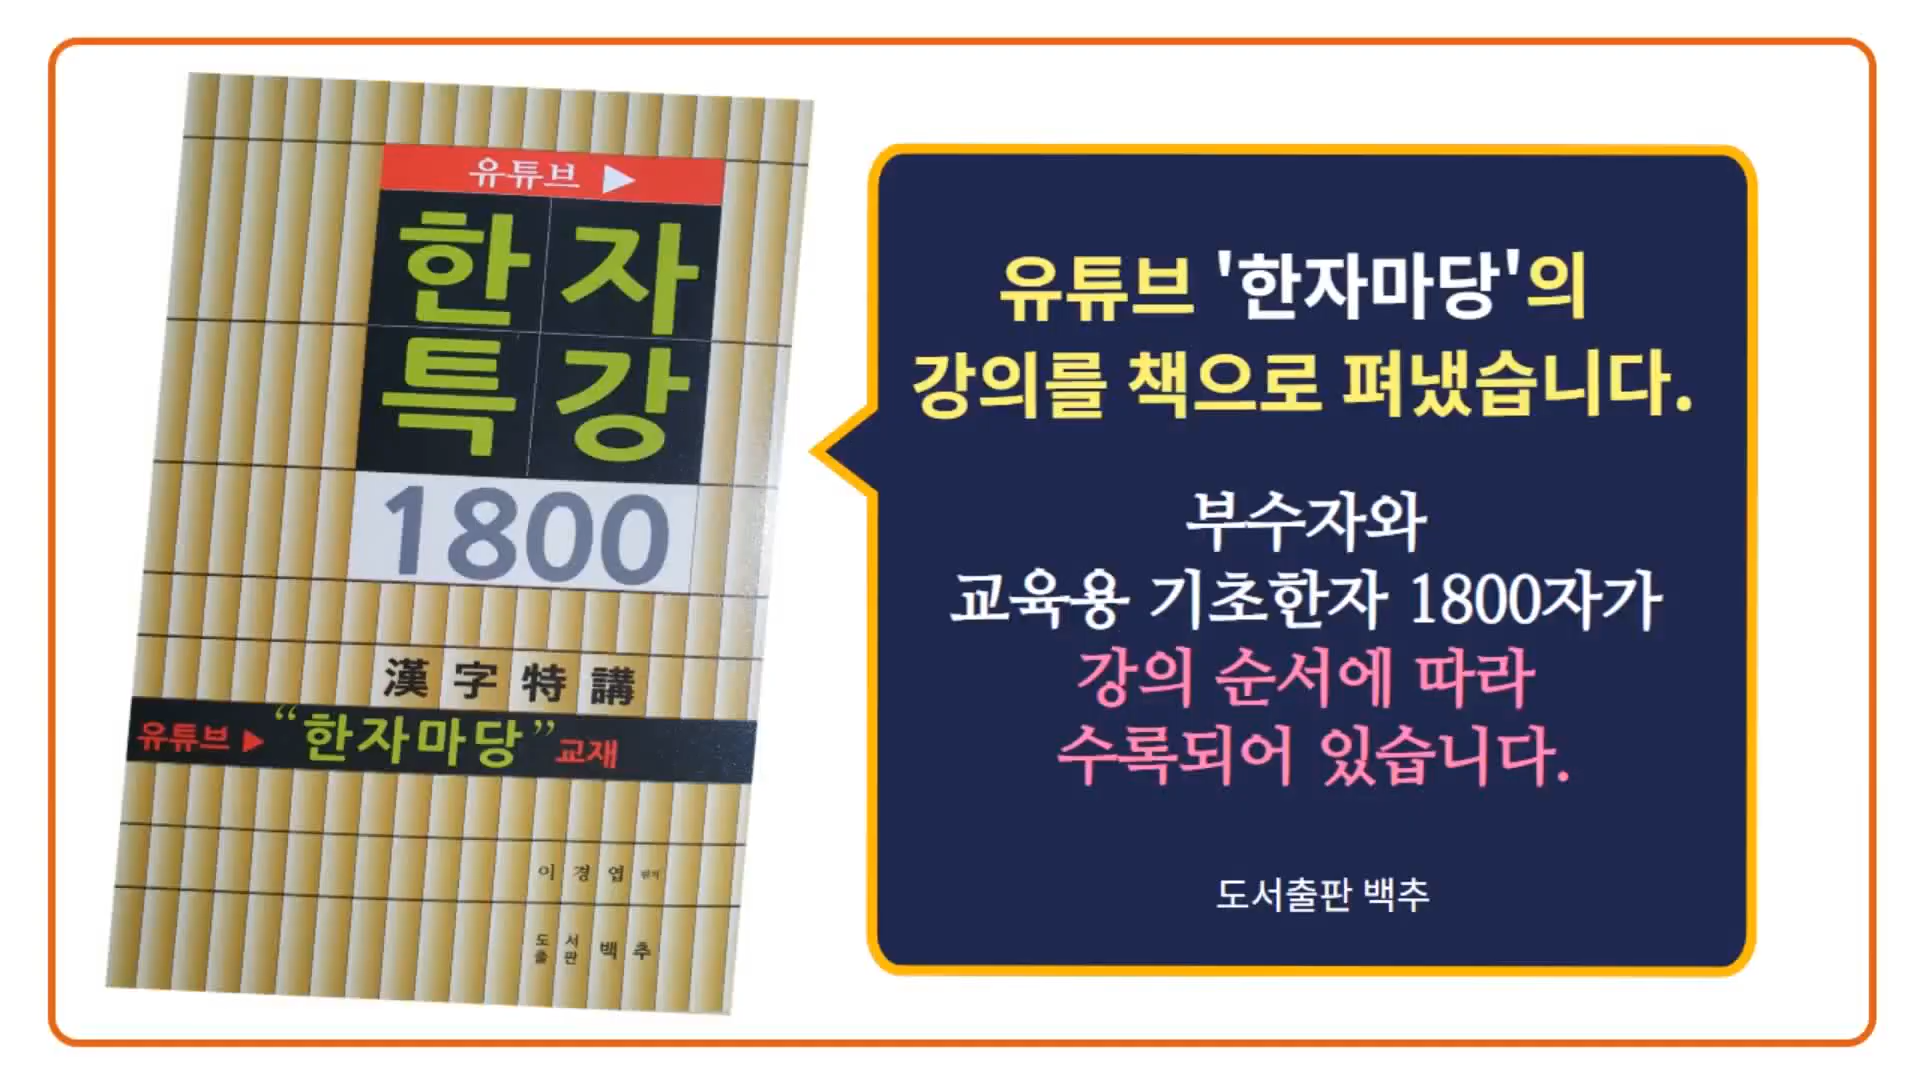 유튜브 ▶
한자
특강
1800
漢字特講
유튜브 ▶ “한자마당” 교재
이경엽 편저
도서출판 백추
유튜브 '한자마당'의
강의를 책으로 펴냈습니다.
부수자와
교육용 기초한자 1800자가
강의 순서에 따라
수록되어 있습니다.
도서출판 백추